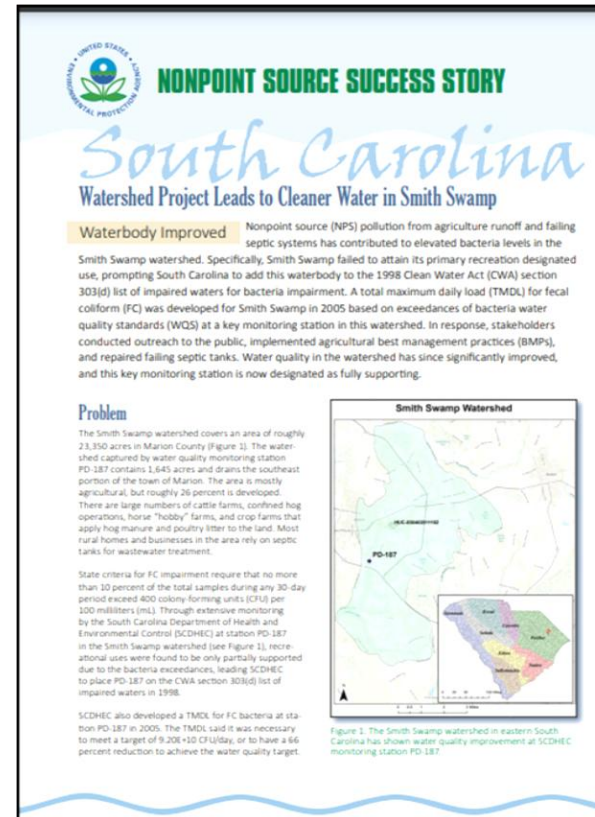 UNITED STATES
ENVIRONMENTAL PROTECTION AGENCY
NONPOINT SOURCE SUCCESS STORY
South Carolina
Watershed Project Leads to Cleaner Water in Smith Swamp
Waterbody Improved
Nonpoint source (NPS) pollution from agriculture runoff and failing
septic systems has contributed to elevated bacteria levels in the
Smith Swamp watershed. Specifically, Smith Swamp failed to attain its primary recreation designated
use, prompting South Carolina to add this waterbody to the 1998 Clean Water Act (CWA) section
303(d) list of impaired waters for bacteria impairment. A total maximum daily load (TMDL) for fecal
coliform (FC) was developed for Smith Swamp in 2005 based on exceedances of bacteria water
quality standards (WQS) at a key monitoring station in this watershed. In response, stakeholders
conducted outreach to the public, implemented agricultural best management practices (BMPs),
and repaired failing septic tanks. Water quality in the watershed has since significantly improved,
and this key monitoring station is now designated as fully supporting.
Problem
The Smith Swamp watershed covers an area of roughly
23,350 acres in Marion County (Figure 1). The water-
shed captured by water quality monitoring station
PD-187 contains 1,645 acres and drains the southeast
portion of the town of Marion. The area is mostly
agricultural, but roughly 26 percent is developed.
There are large numbers of cattle farms, confined hog
operations, horse "hobby" farms, and crop farms that
apply hog manure and poultry litter to the land. Most
rural homes and businesses in the area rely on septic
tanks for wastewater treatment.
State criteria for FC impairment require that no more
than 10 percent of the total samples during any 30-day
period exceed 400 colony-forming units (CFU) per
100 milliliters (mL). Through extensive monitoring
by the South Carolina Department of Health and
Environmental Control (SCDHEC) at station PD-187
in the Smith Swamp watershed (see Figure 1), recre-
ational uses were found to be only partially supported
due to the bacteria exceedances, leading SCDHEC
to place PD-187 on the CWA section 303(d) list of
impaired waters in 1998.
SCDHEC also developed a TMDL for FC bacteria at sta-
tion PD-187 in 2005. The TMDL said it was necessary
to meet a target of 9.20E+10 CFU/day, or to have a 66
percent reduction to achieve the water quality target.
Smith Swamp Watershed
PD-187
N
Figure 1. The Smith Swamp watershed in eastern South
Carolina has shown water quality improvement at SCDHEC
monitoring station PD-187.